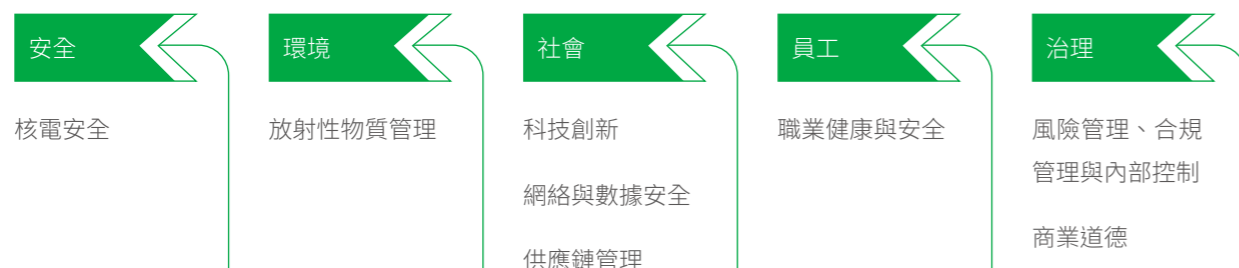 安全
核電安全
環境
放射性物質管理
社會
科技創新
網絡與數據安全
供應鏈管理
員工
職業健康與安全
治理
風險管理、合規
管理與內部控制
商業道德